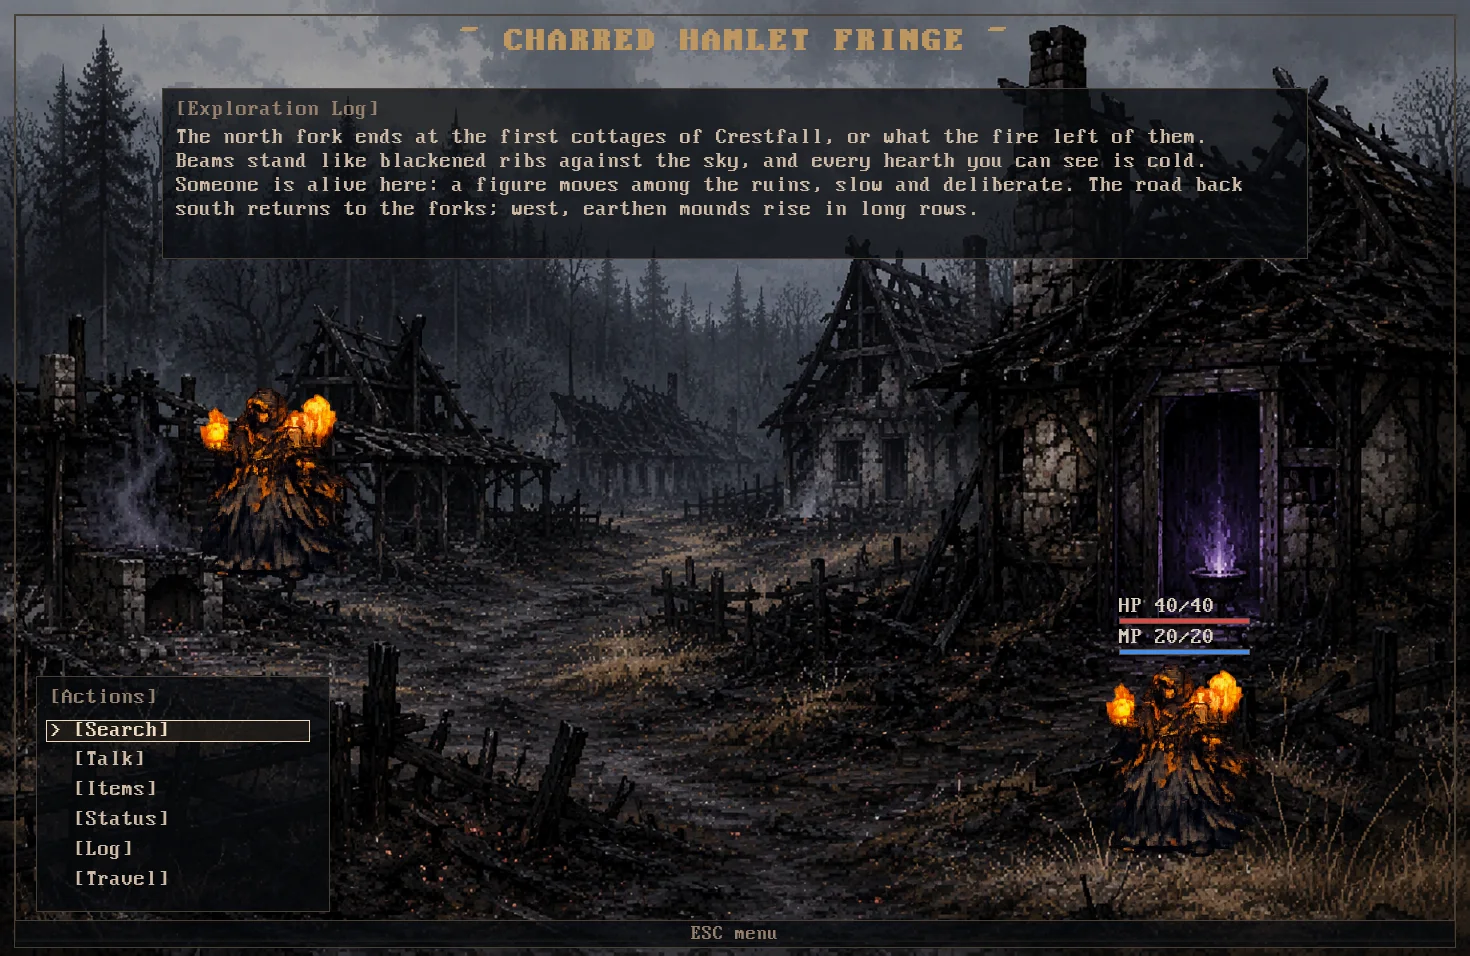 ~ CHARRED HAMLET FRINGE ~
[Exploration Log]
The north fork ends at the first cottages of Crestfall, or what the fire left of them.
Beams stand like blackened ribs against the sky, and every hearth you can see is cold.
Someone is alive here: a figure moves among the ruins, slow and deliberate. The road back
south returns to the forks; west, earthen mounds rise in long rows.
HP 40/40
MP 20/20
[Actions]
> [Search]
[Talk]
[Items]
[Status]
[Log]
[Travel]
ESC menu